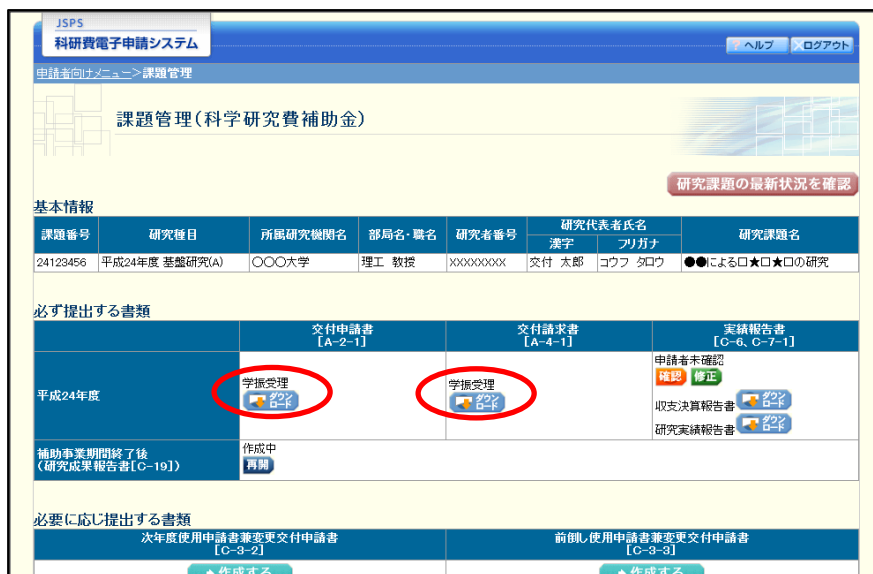 JSPS
科研費電子申請システム
? ヘルプ
×ログアウト
申請者向けメニュー>課題管理
課題管理(科学研究費補助金)
研究課題の最新状況を確認
基本情報
課題番号 研究種目 所属研究機関名 部局名・職名 研究者番号 研究代表者氏名 研究課題名
漢字 フリガナ
24123456 平成24年度 基盤研究(A) 〇〇〇大学 理工 教授 XXXXXXXX 交付 太郎 コウフ タロウ ●●による□★□★□の研究
必ず提出する書類
交付申請書 交付請求書 実績報告書
[A-2-1] [A-4-1] [C-6、C-7-1]
平成24年度
学振受理
ダウンロード
学振受理
ダウンロード
申請者未確認
確認 修正
収支決算報告書 ダウンロード
研究実績報告書 ダウンロード
補助事業期間終了後
(研究成果報告書[C-19])
作成中
再開
必要に応じ提出する書類
次年度使用申請書兼変更交付申請書 前倒し使用申請書兼変更交付申請書
[C-3-2] [C-3-3]
作成する 作成する